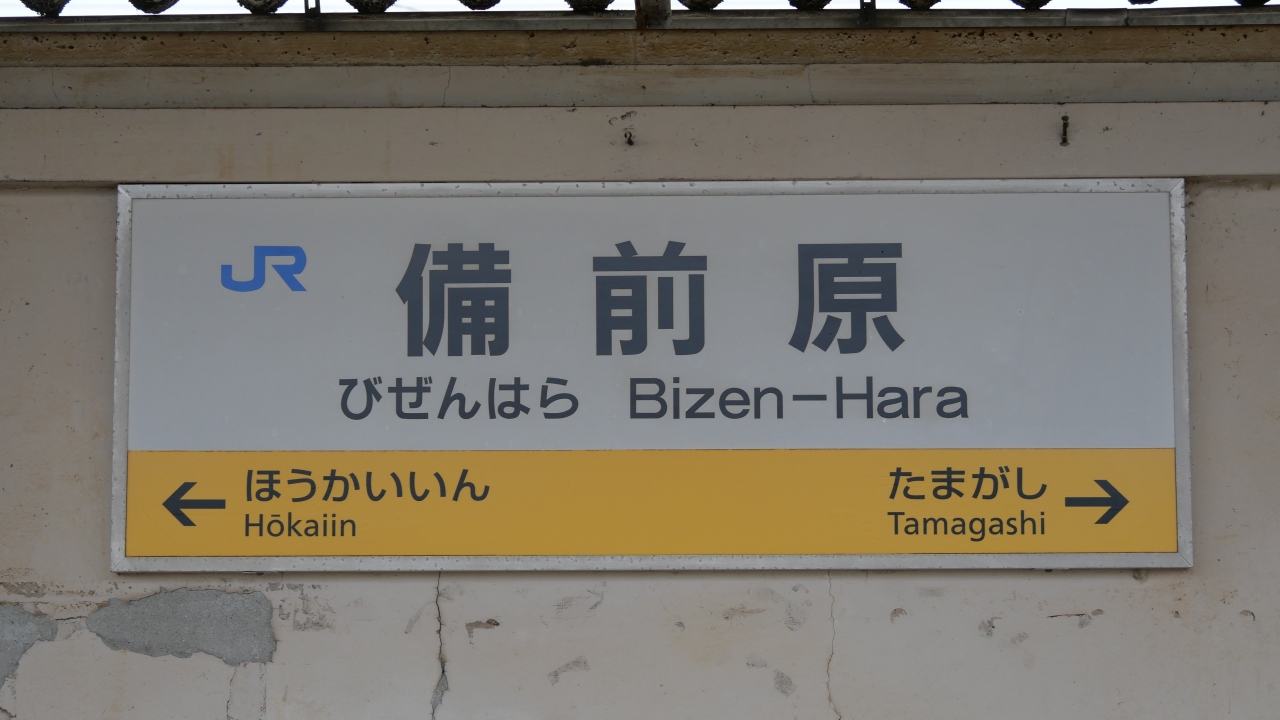 JR
備前原
びぜんはら Bizen-Hara
← ほうかいいん
Hōkaiin
たまがし →
Tamagashi